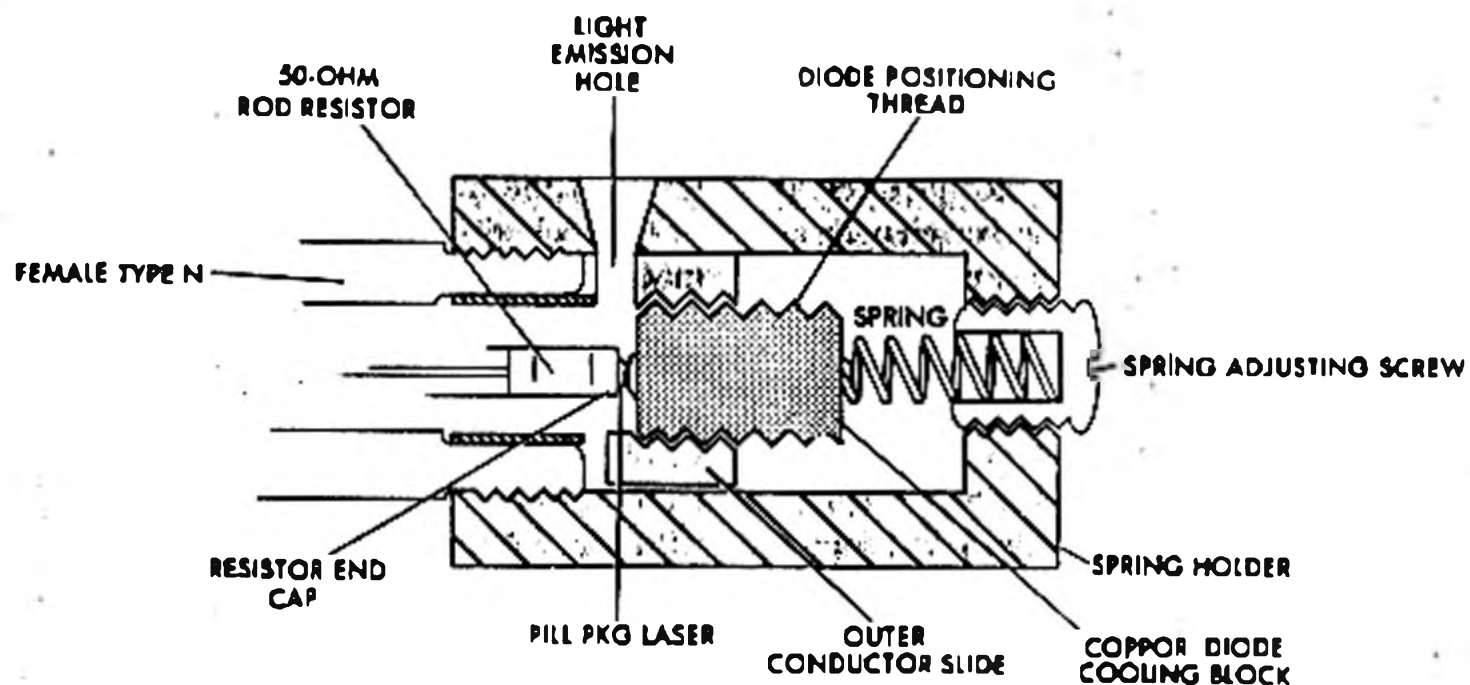 LIGHT
EMISSION
HOLE
50-OHM
ROD RESISTOR
DIODE POSITIONING
THREAD
FEMALE TYPE N
SPRING
SPRING ADJUSTING SCREW
RESISTOR END
CAP
PILL PKG LASER
OUTER
CONDUCTOR SLIDE
SPRING HOLDER
COPPOR DIODE
COOLING BLOCK